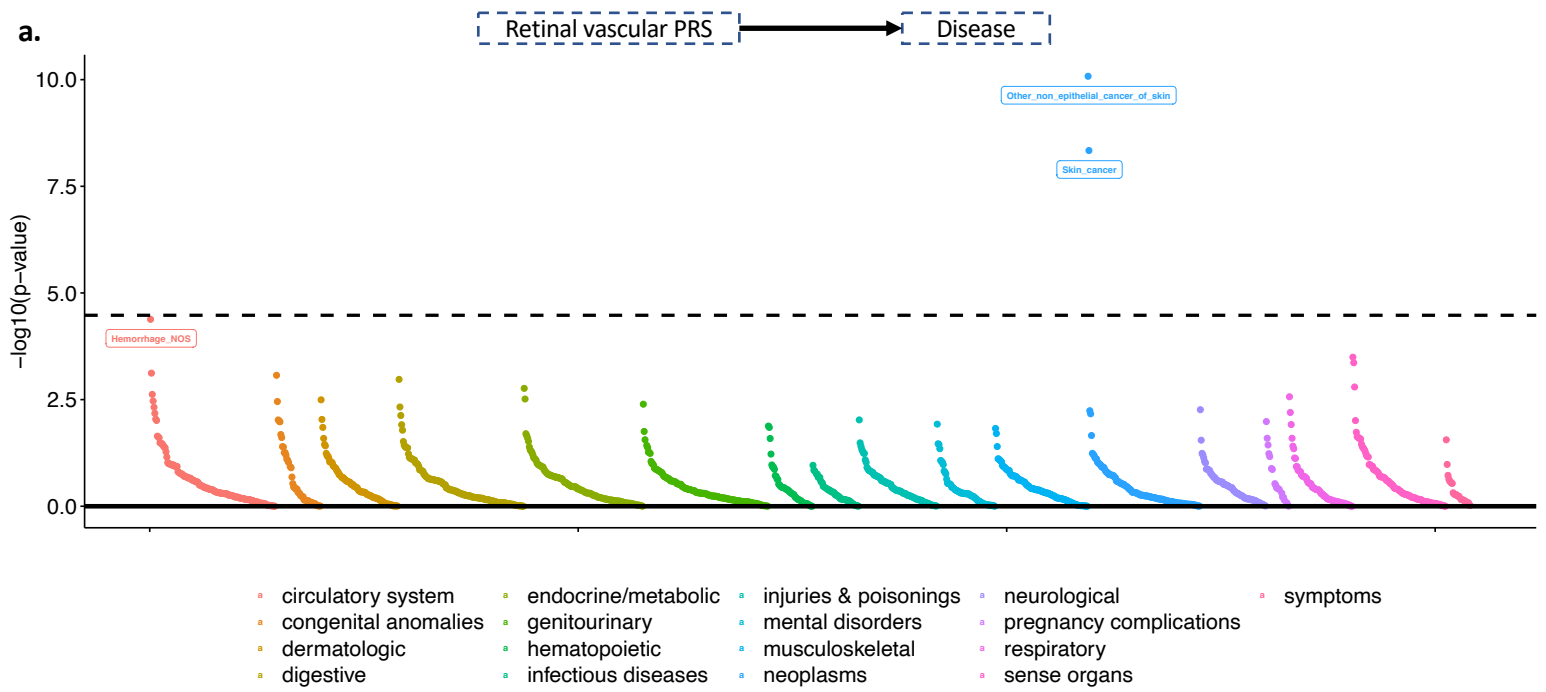 a.
Retinal vascular PRS
Disease
−log10(p−value)
10.0
7.5
5.0
2.5
0.0
Other_non_epithelial_cancer_of_skin
Skin_cancer
Hemorrhage_NOS
a circulatory system
a congenital anomalies
a dermatologic
a digestive
a endocrine/metabolic
a genitourinary
a hematopoietic
a infectious diseases
a injuries & poisonings
a mental disorders
a musculoskeletal
a neoplasms
a neurological
a pregnancy complications
a respiratory
a sense organs
a symptoms